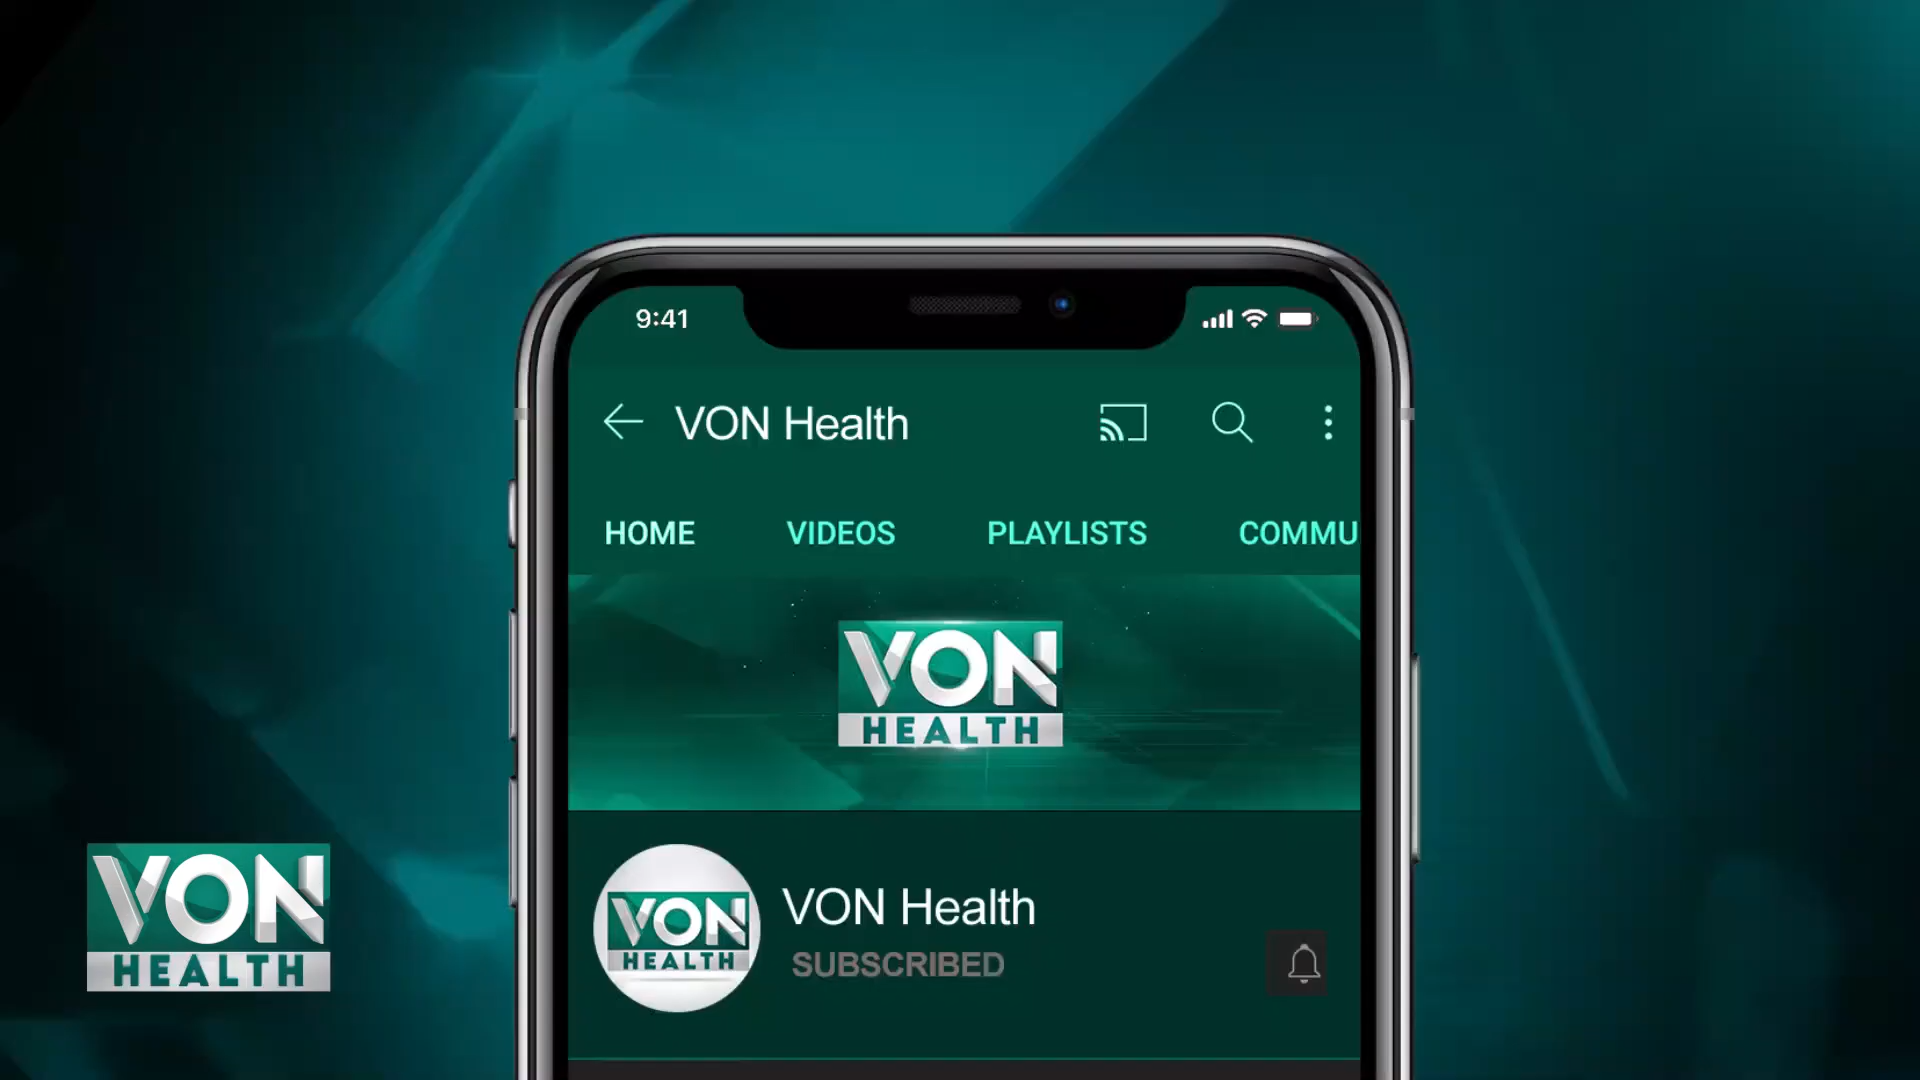 9:41
VON Health
HOME VIDEOS PLAYLISTS COMMU
VON
HEALTH
VON
HEALTH
VON Health
SUBSCRIBED
VON
HEALTH